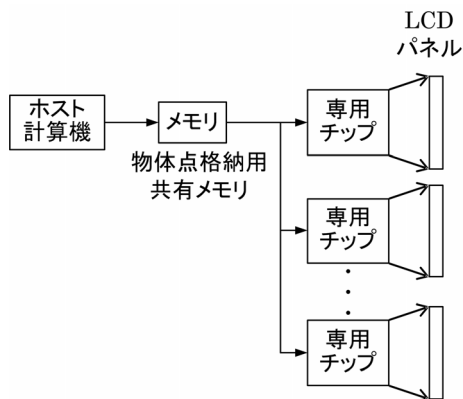 LCD
パネル
ホスト
計算機
メモリ
物体点格納用
共有メモリ
専用
チップ
専用
チップ
専用
チップ